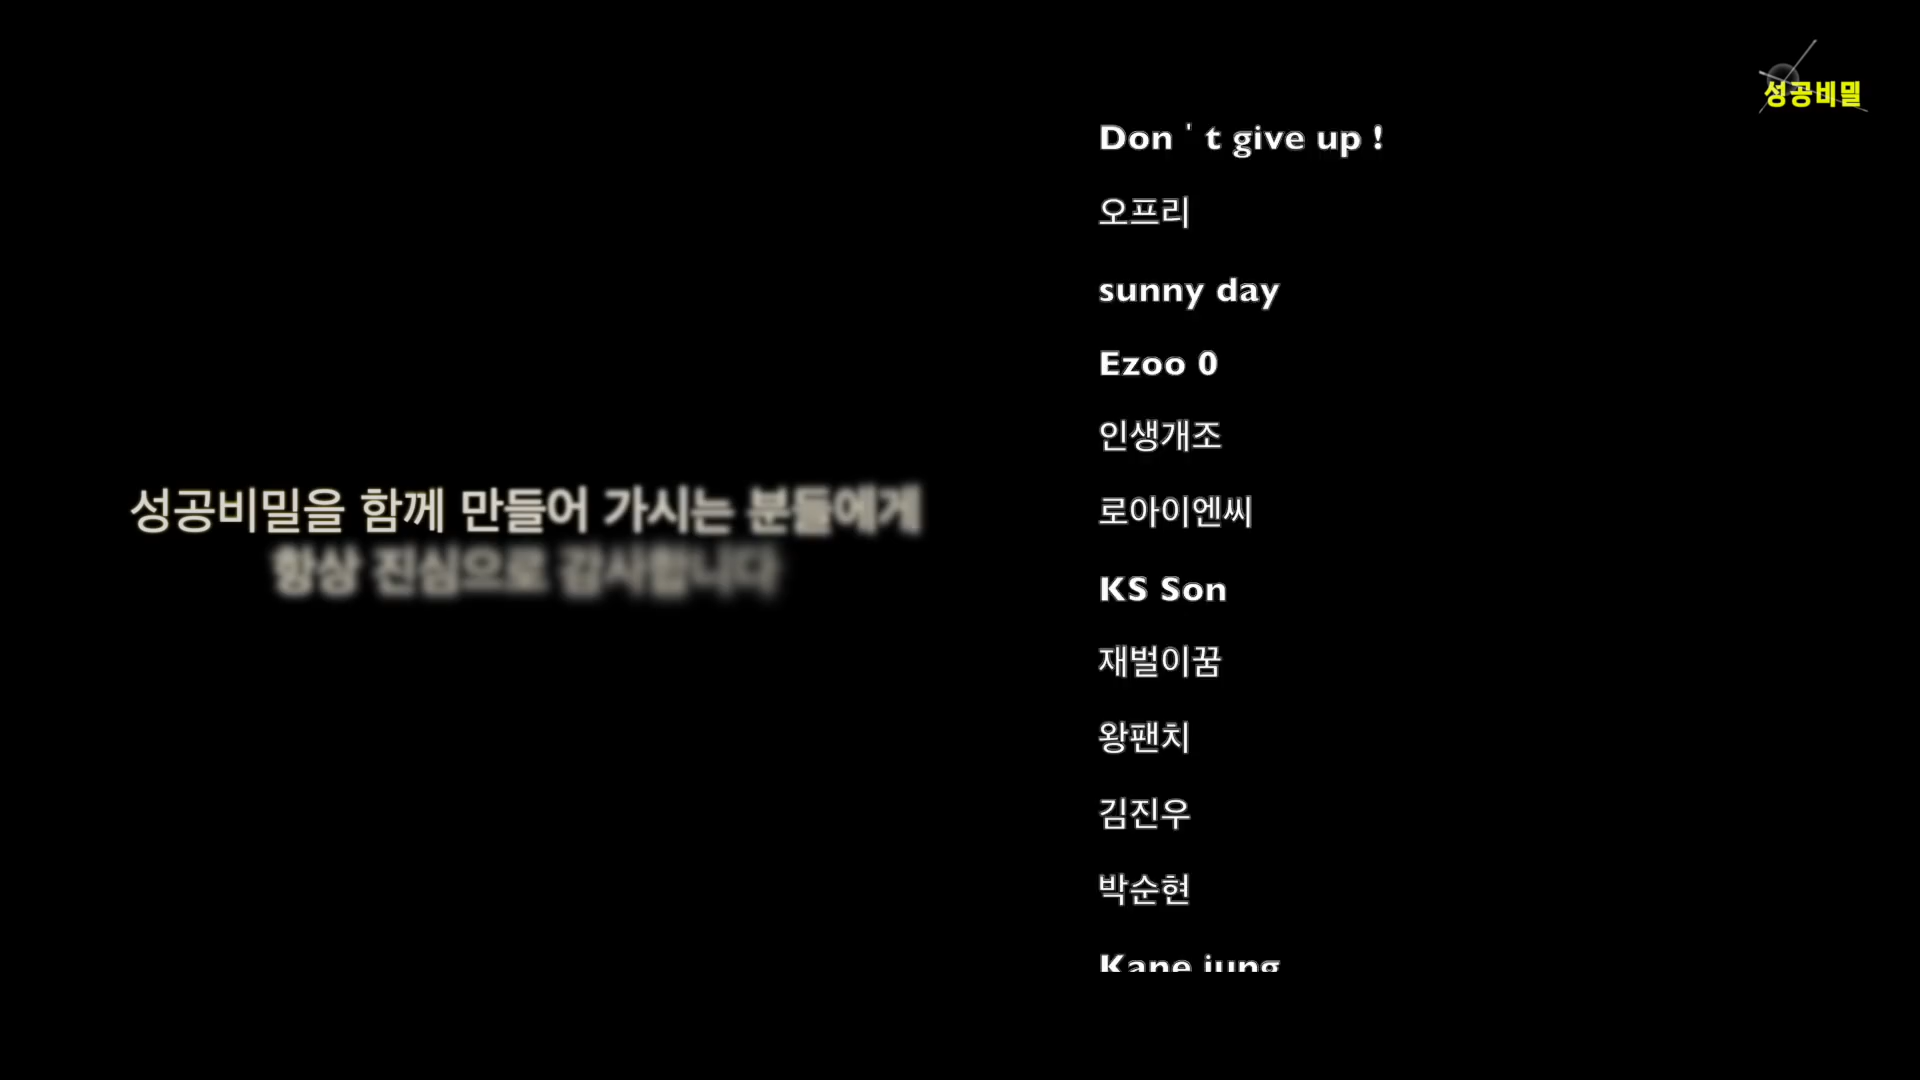 성공비밀
성공비밀을 함께 만들어 가시는 분들에게
항상 진심으로 감사합니다
Don ' t give up !
오프리
sunny day
Ezoo 0
인생개조
로아이엔씨
KS Son
재벌이꿈
왕팬치
김진우
박순현
Kane jung